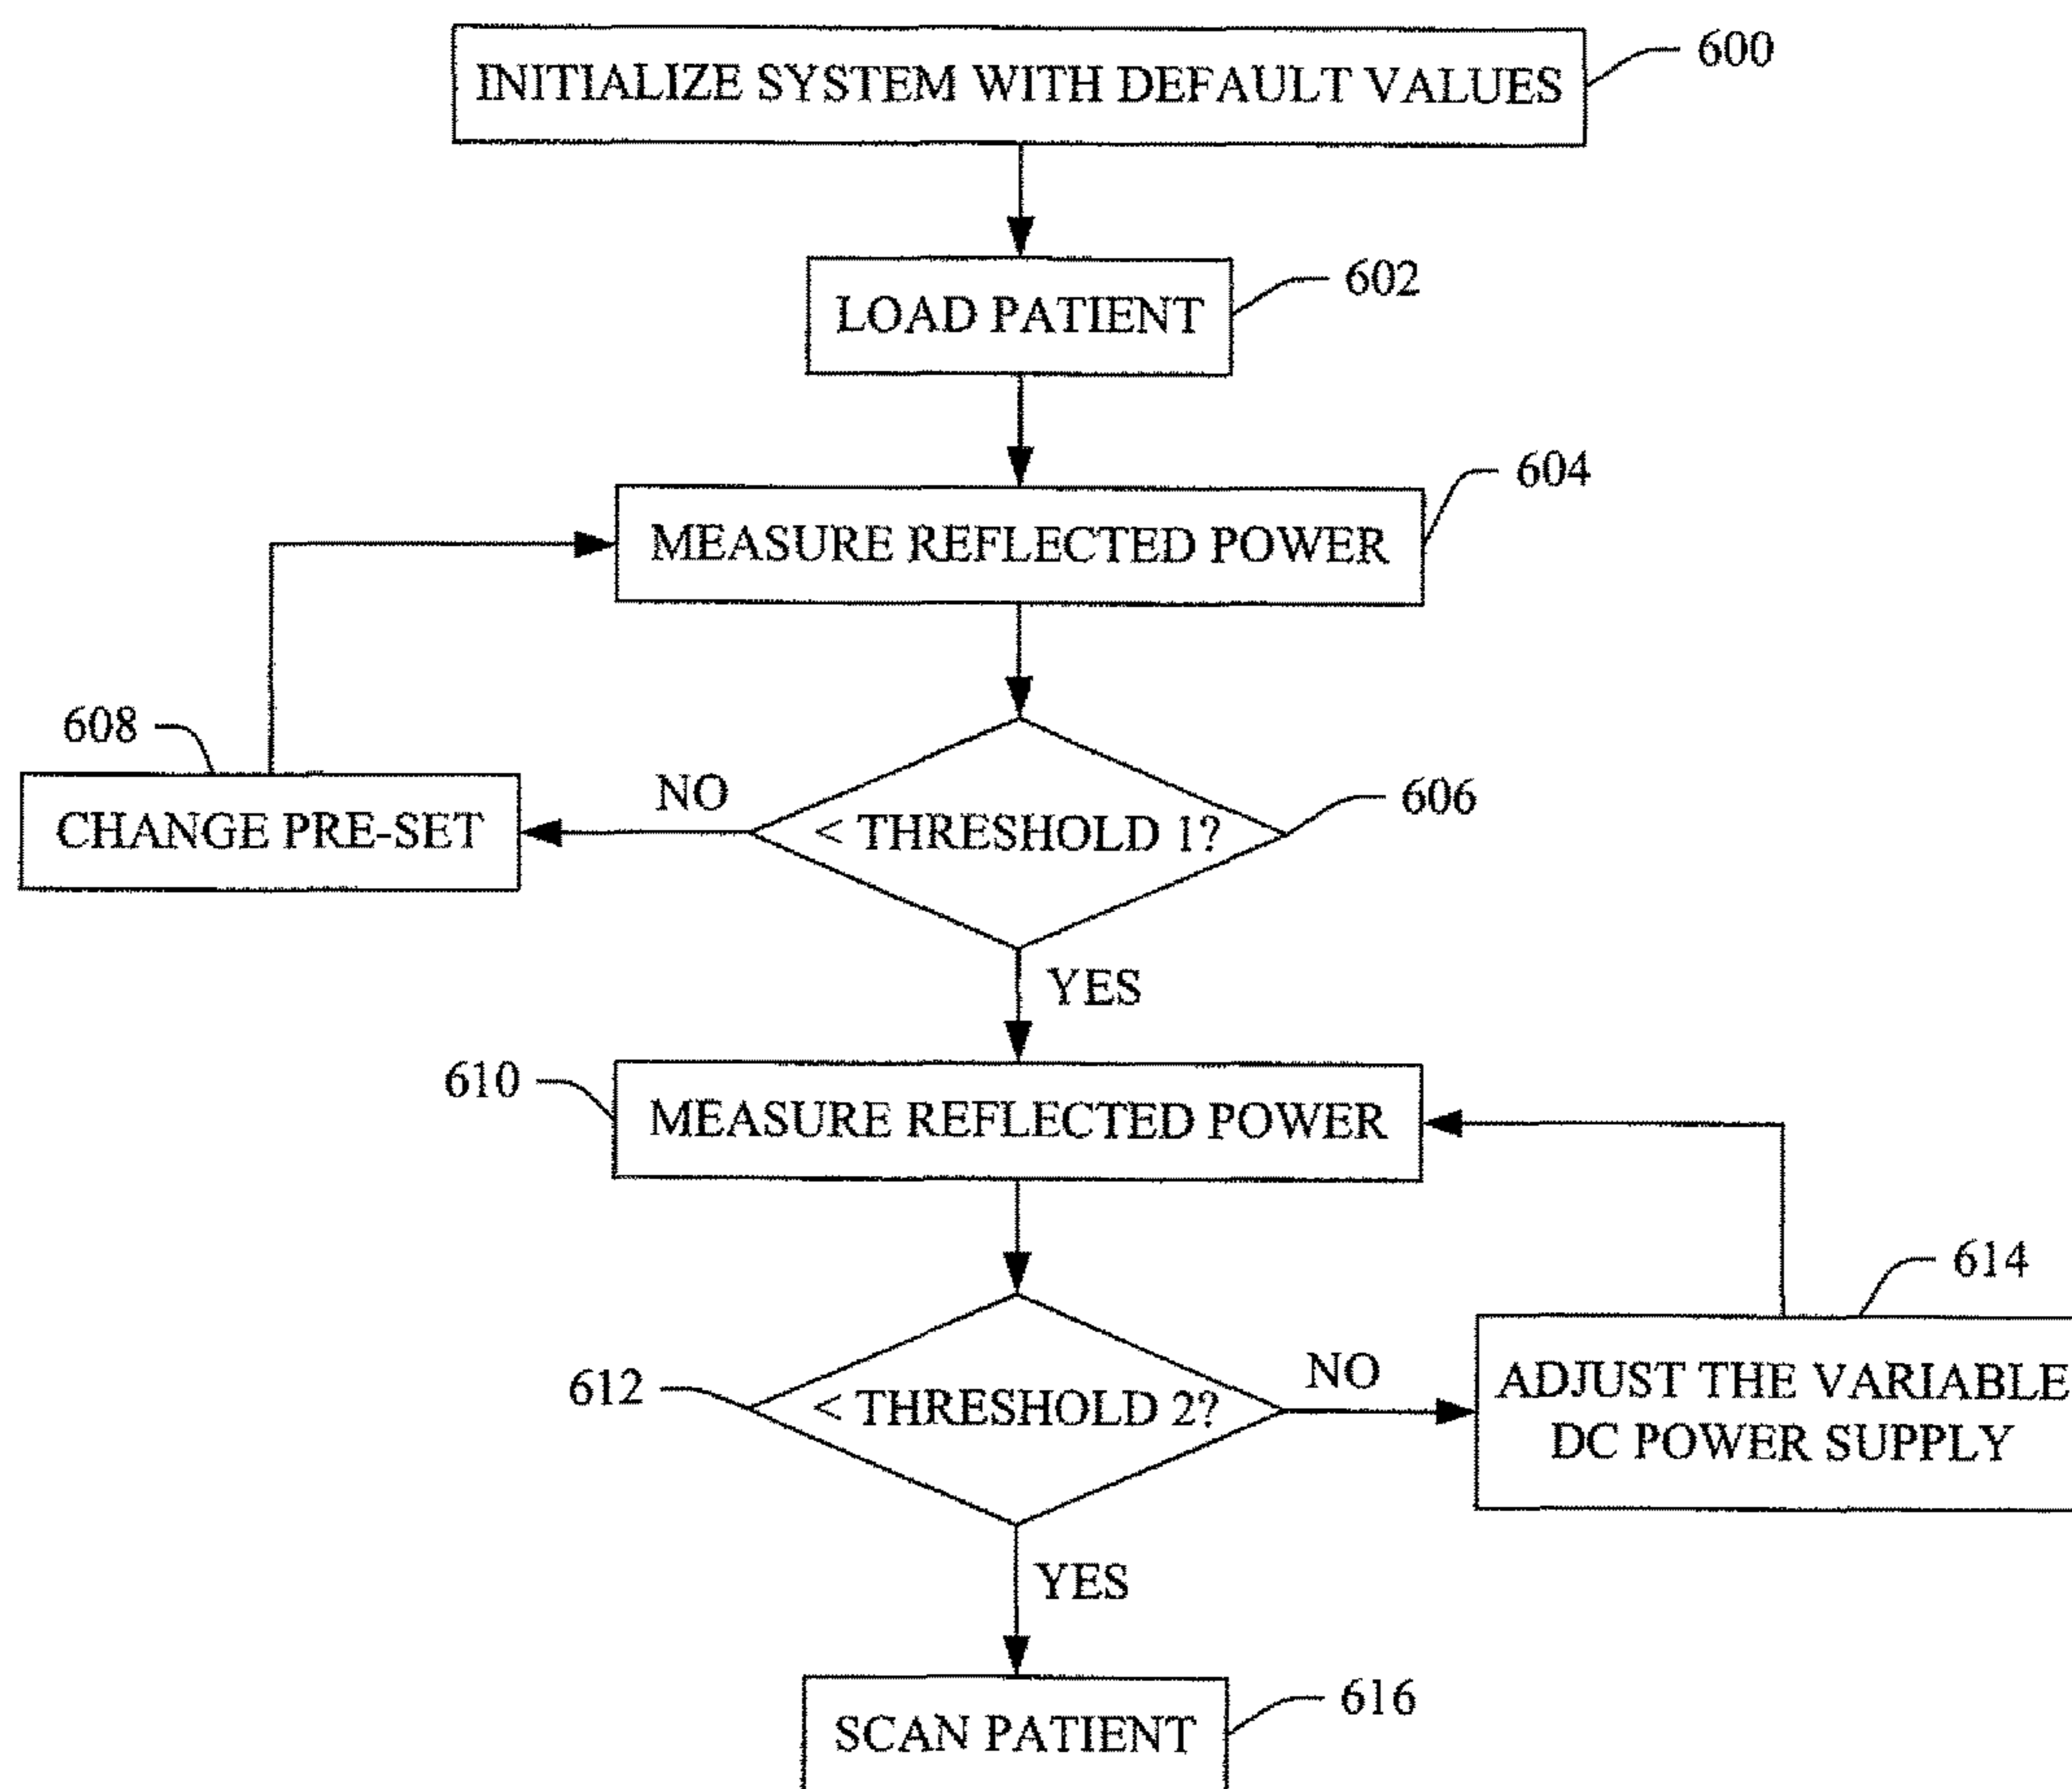 INITIALIZE SYSTEM WITH DEFAULT VALUES
600
LOAD PATIENT
602
MEASURE REFLECTED POWER
604
608
CHANGE PRE-SET
NO
< THRESHOLD 1?
606
YES
610
MEASURE REFLECTED POWER
612
< THRESHOLD 2?
NO
614
ADJUST THE VARIABLE
DC POWER SUPPLY
YES
SCAN PATIENT
616